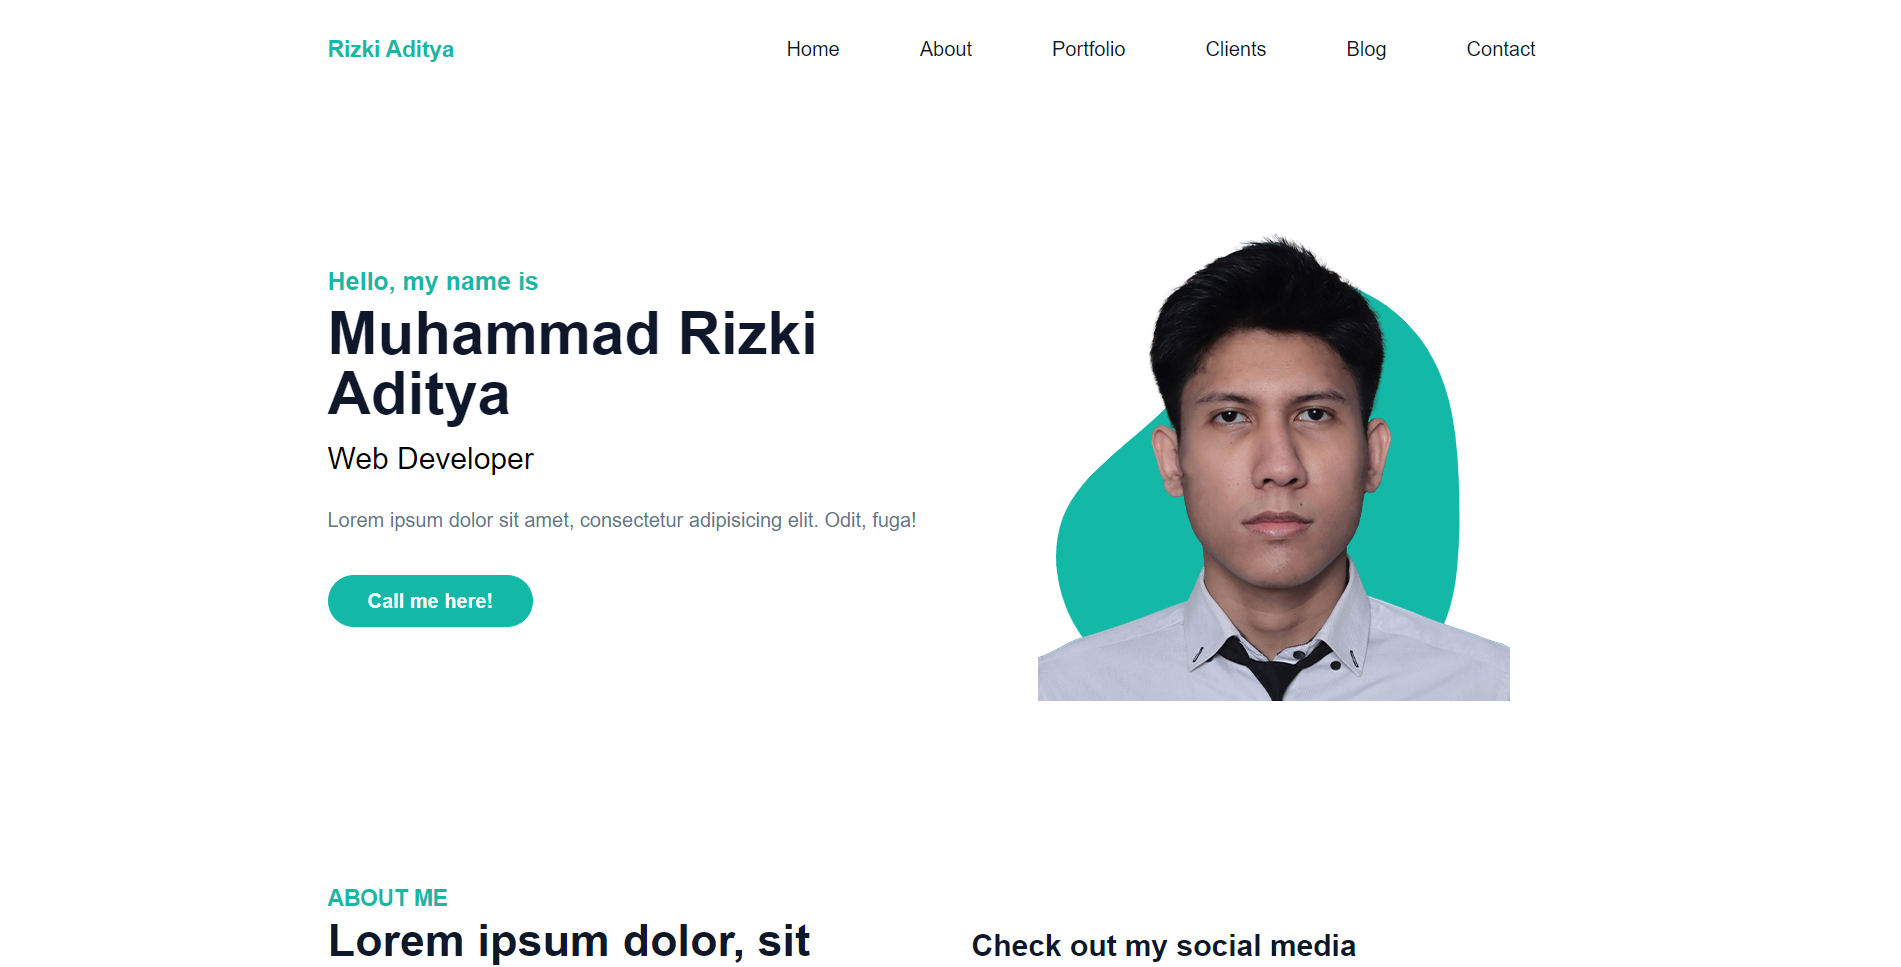 Rizki Aditya
Home
About
Portfolio
Clients
Blog
Contact
Hello, my name is
Muhammad Rizki
Aditya
Web Developer
Lorem ipsum dolor sit amet, consectetur adipisicing elit. Odit, fuga!
Call me here!
ABOUT ME
Lorem ipsum dolor, sit
Check out my social media